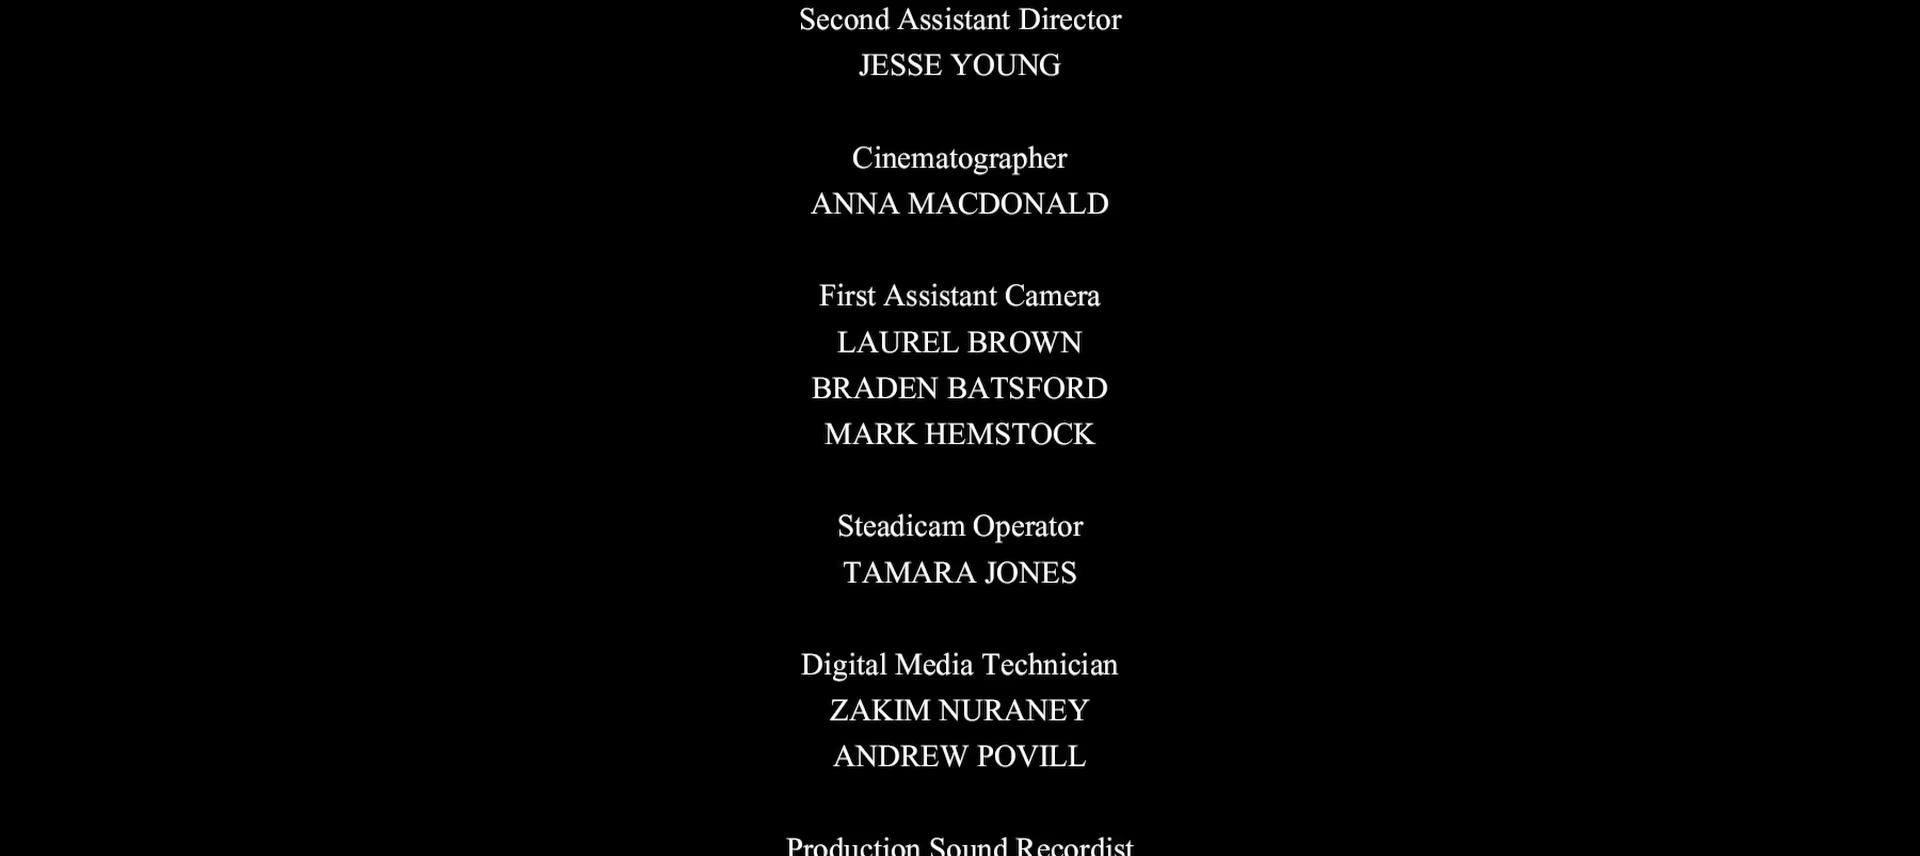 Second Assistant Director
JESSE YOUNG
Cinematographer
ANNA MACDONALD
First Assistant Camera
LAUREL BROWN
BRADEN BATSFORD
MARK HEMSTOCK
Steadicam Operator
TAMARA JONES
Digital Media Technician
ZAKIM NURANEY
ANDREW POVILL
Production Sound Recordist